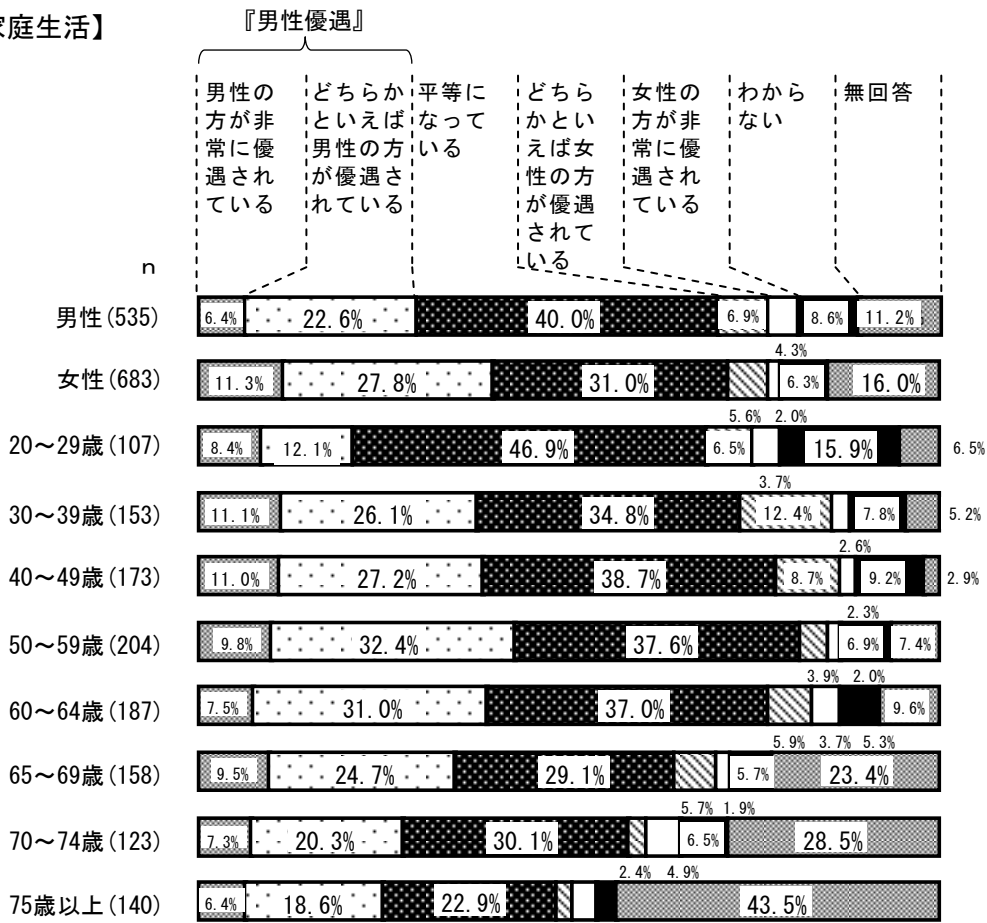 家庭生活】
『男性優遇』
男性の
方が非
常に優
遇され
ている
どちらか
といえば
男性の方
が優遇さ
れている
平等に
なって
いる
どちら
かとい
えば女
性の方
が優遇
されて
いる
女性の
方が非
常に優
遇され
ている
わから
ない
無回答
n
男性(535) 6.4% 22.6% 40.0% 6.9% 8.6% 11.2%
4.3%
女性(683) 11.3% 27.8% 31.0% 6.3% 16.0%
5.6% 2.0%
20～29歳(107) 8.4% 12.1% 46.9% 6.5% 15.9% 6.5%
3.7%
30～39歳(153) 11.1% 26.1% 34.8% 12.4% 7.8% 5.2%
2.6%
40～49歳(173) 11.0% 27.2% 38.7% 8.7% 9.2% 2.9%
2.3%
50～59歳(204) 9.8% 32.4% 37.6% 6.9% 7.4%
3.9% 2.0%
60～64歳(187) 7.5% 31.0% 37.0% 9.6%
5.9% 3.7% 5.3%
65～69歳(158) 9.5% 24.7% 29.1% 5.7% 23.4%
5.7% 1.9%
70～74歳(123) 7.3% 20.3% 30.1% 6.5% 28.5%
2.4% 4.9%
75歳以上(140) 6.4% 18.6% 22.9% 43.5%